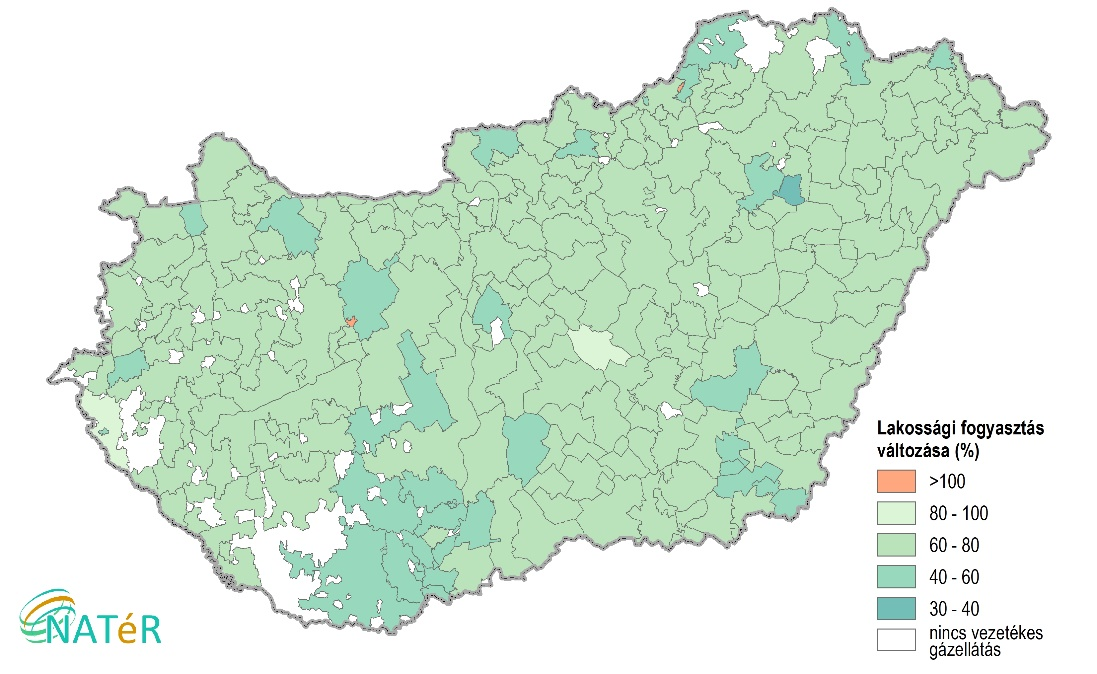 Lakossági fogyasztás
változása (%)
>100
80 - 100
60 - 80
40 - 60
30 - 40
nincs vezetékes
gázellátás
NATéR